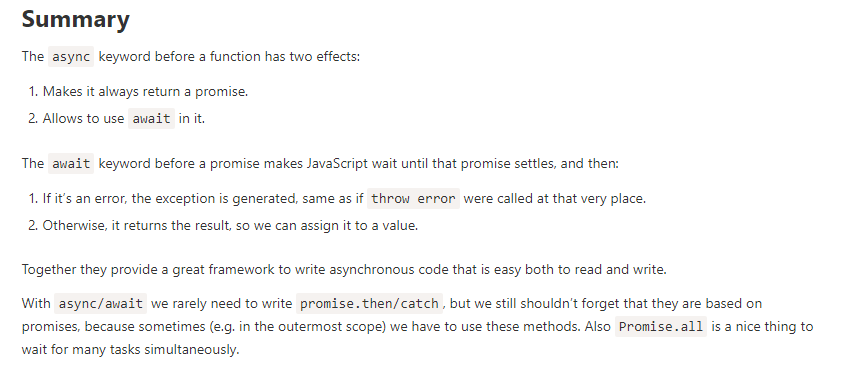 Summary
The async keyword before a function has two effects:
1. Makes it always return a promise.
2. Allows to use await in it.
The await keyword before a promise makes JavaScript wait until that promise settles, and then:
1. If it’s an error, the exception is generated, same as if throw error were called at that very place.
2. Otherwise, it returns the result, so we can assign it to a value.
Together they provide a great framework to write asynchronous code that is easy both to read and write.
With async/await we rarely need to write promise.then/catch, but we still shouldn’t forget that they are based on
promises, because sometimes (e.g. in the outermost scope) we have to use these methods. Also Promise.all is a nice thing to
wait for many tasks simultaneously.